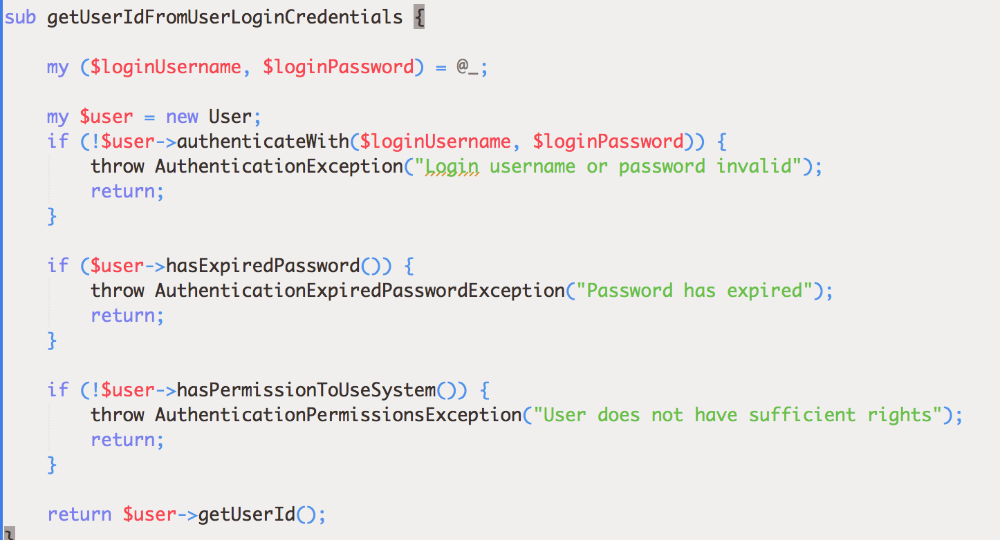 sub getUserIdFromUserLoginCredentials {
my ($loginUsername, $loginPassword) = @_;
my $user = new User;
if (!$user->authenticateWith($loginUsername, $loginPassword)) {
throw AuthenticationException("Login username or password invalid");
return;
}
if ($user->hasExpiredPassword()) {
throw AuthenticationExpiredPasswordException("Password has expired");
return;
}
if (!$user->hasPermissionToUseSystem()) {
throw AuthenticationPermissionsException("User does not have sufficient rights");
return;
}
return $user->getUserId();
}